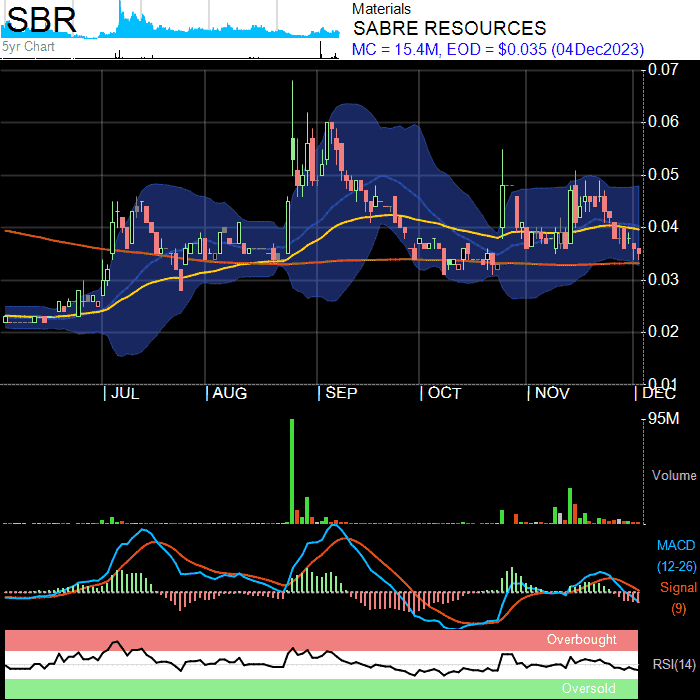 SBR
5yr Chart
Materials
SABRE RESOURCES
MC = 15.4M, EOD = $0.035 (04Dec2023)
0.07
0.06
0.05
0.04
0.03
0.02
0.01
JUL AUG SEP OCT NOV DEC
95M
Volume
MACD
(12-26)
Signal
(9)
Overbought
RSI(14)
Oversold